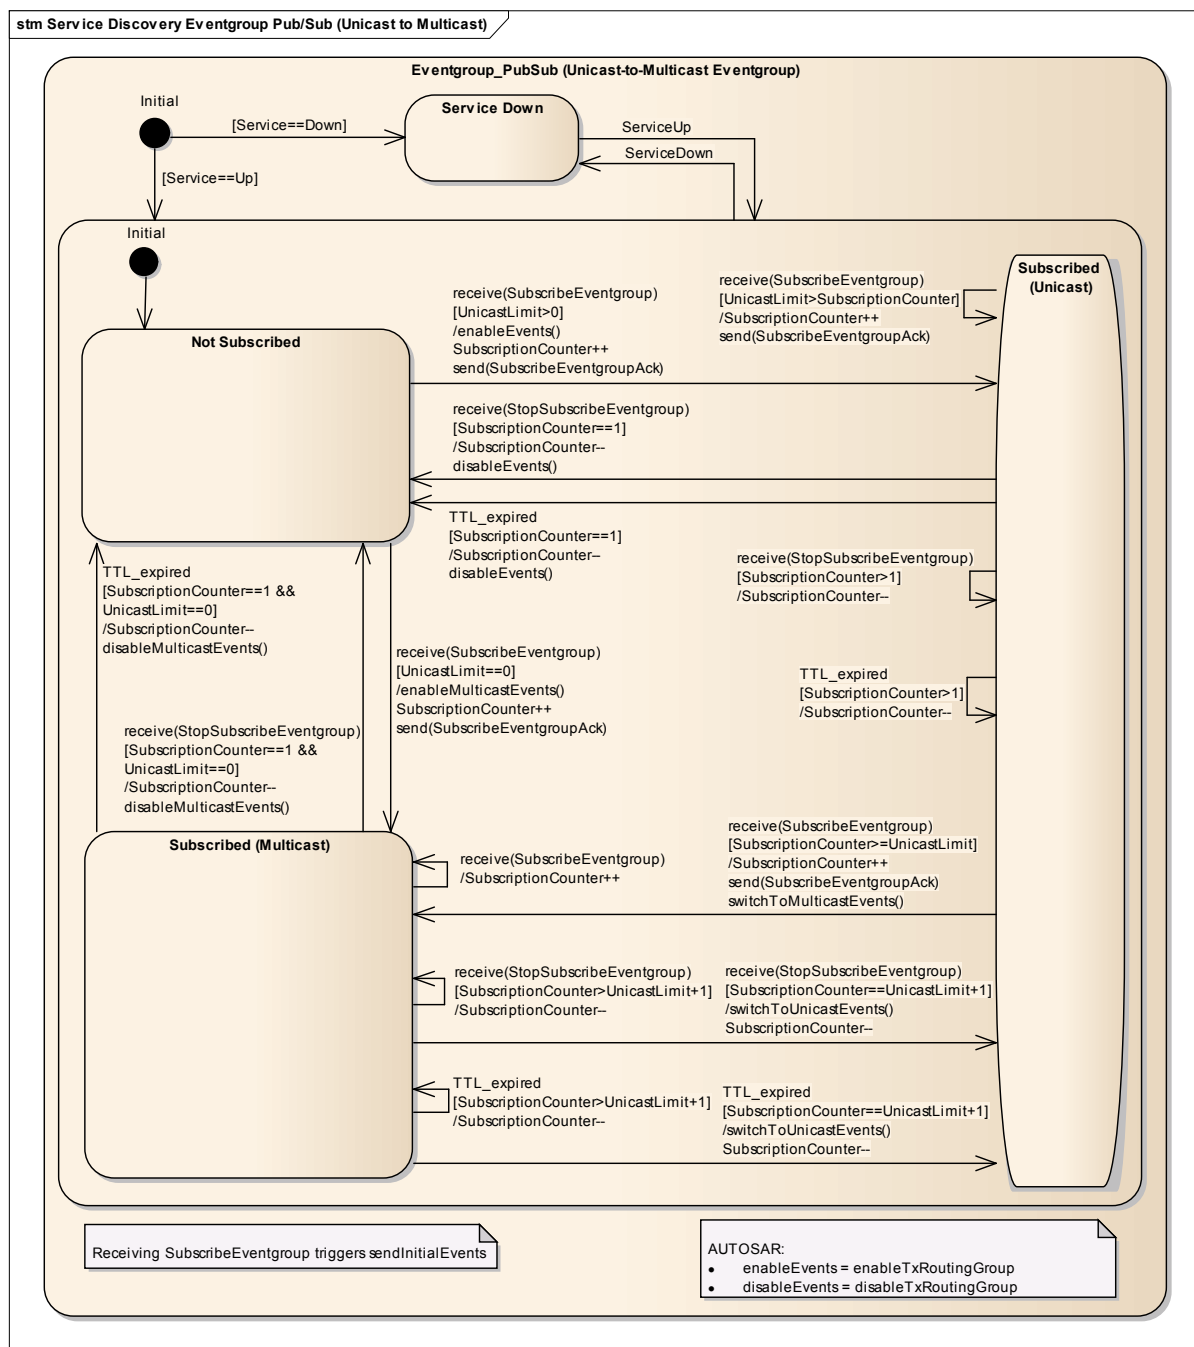 stm Service Discovery Eventgroup Pub/Sub (Unicast to Multicast)
Eventgroup_PubSub (Unicast-to-Multicast Eventgroup)
Initial
[Service==Down]
Service Down
ServiceUp
ServiceDown
[Service==Up]
Initial
Not Subscribed
receive(SubscribeEventgroup)
[UnicastLimit>0]
/enableEvents()
SubscriptionCounter++
send(SubscribeEventgroupAck)
receive(SubscribeEventgroup)
[UnicastLimit>SubscriptionCounter]
/SubscriptionCounter++
send(SubscribeEventgroupAck)
Subscribed
(Unicast)
receive(StopSubscribeEventgroup)
[SubscriptionCounter==1]
/SubscriptionCounter--
disableEvents()
TTL_expired
[SubscriptionCounter==1]
/SubscriptionCounter--
disableEvents()
receive(StopSubscribeEventgroup)
[SubscriptionCounter>1]
/SubscriptionCounter--
TTL_expired
[SubscriptionCounter==1 &&
UnicastLimit==0]
/SubscriptionCounter--
disableMulticastEvents()
receive(SubscribeEventgroup)
[UnicastLimit==0]
/enableMulticastEvents()
SubscriptionCounter++
send(SubscribeEventgroupAck)
TTL_expired
[SubscriptionCounter>1]
/SubscriptionCounter--
receive(StopSubscribeEventgroup)
[SubscriptionCounter==1 &&
UnicastLimit==0]
/SubscriptionCounter--
disableMulticastEvents()
Subscribed (Multicast)
receive(SubscribeEventgroup)
/SubscriptionCounter++
receive(SubscribeEventgroup)
[SubscriptionCounter>=UnicastLimit]
/SubscriptionCounter++
send(SubscribeEventgroupAck)
switchToMulticastEvents()
receive(StopSubscribeEventgroup)
[SubscriptionCounter>UnicastLimit+1]
/SubscriptionCounter--
receive(StopSubscribeEventgroup)
[SubscriptionCounter==UnicastLimit+1]
/switchToUnicastEvents()
SubscriptionCounter--
TTL_expired
[SubscriptionCounter>UnicastLimit+1]
/SubscriptionCounter--
TTL_expired
[SubscriptionCounter==UnicastLimit+1]
/switchToUnicastEvents()
SubscriptionCounter--
Receiving SubscribeEventgroup triggers sendInitialEvents
AUTOSAR:
• enableEvents = enableTxRoutingGroup
• disableEvents = disableTxRoutingGroup